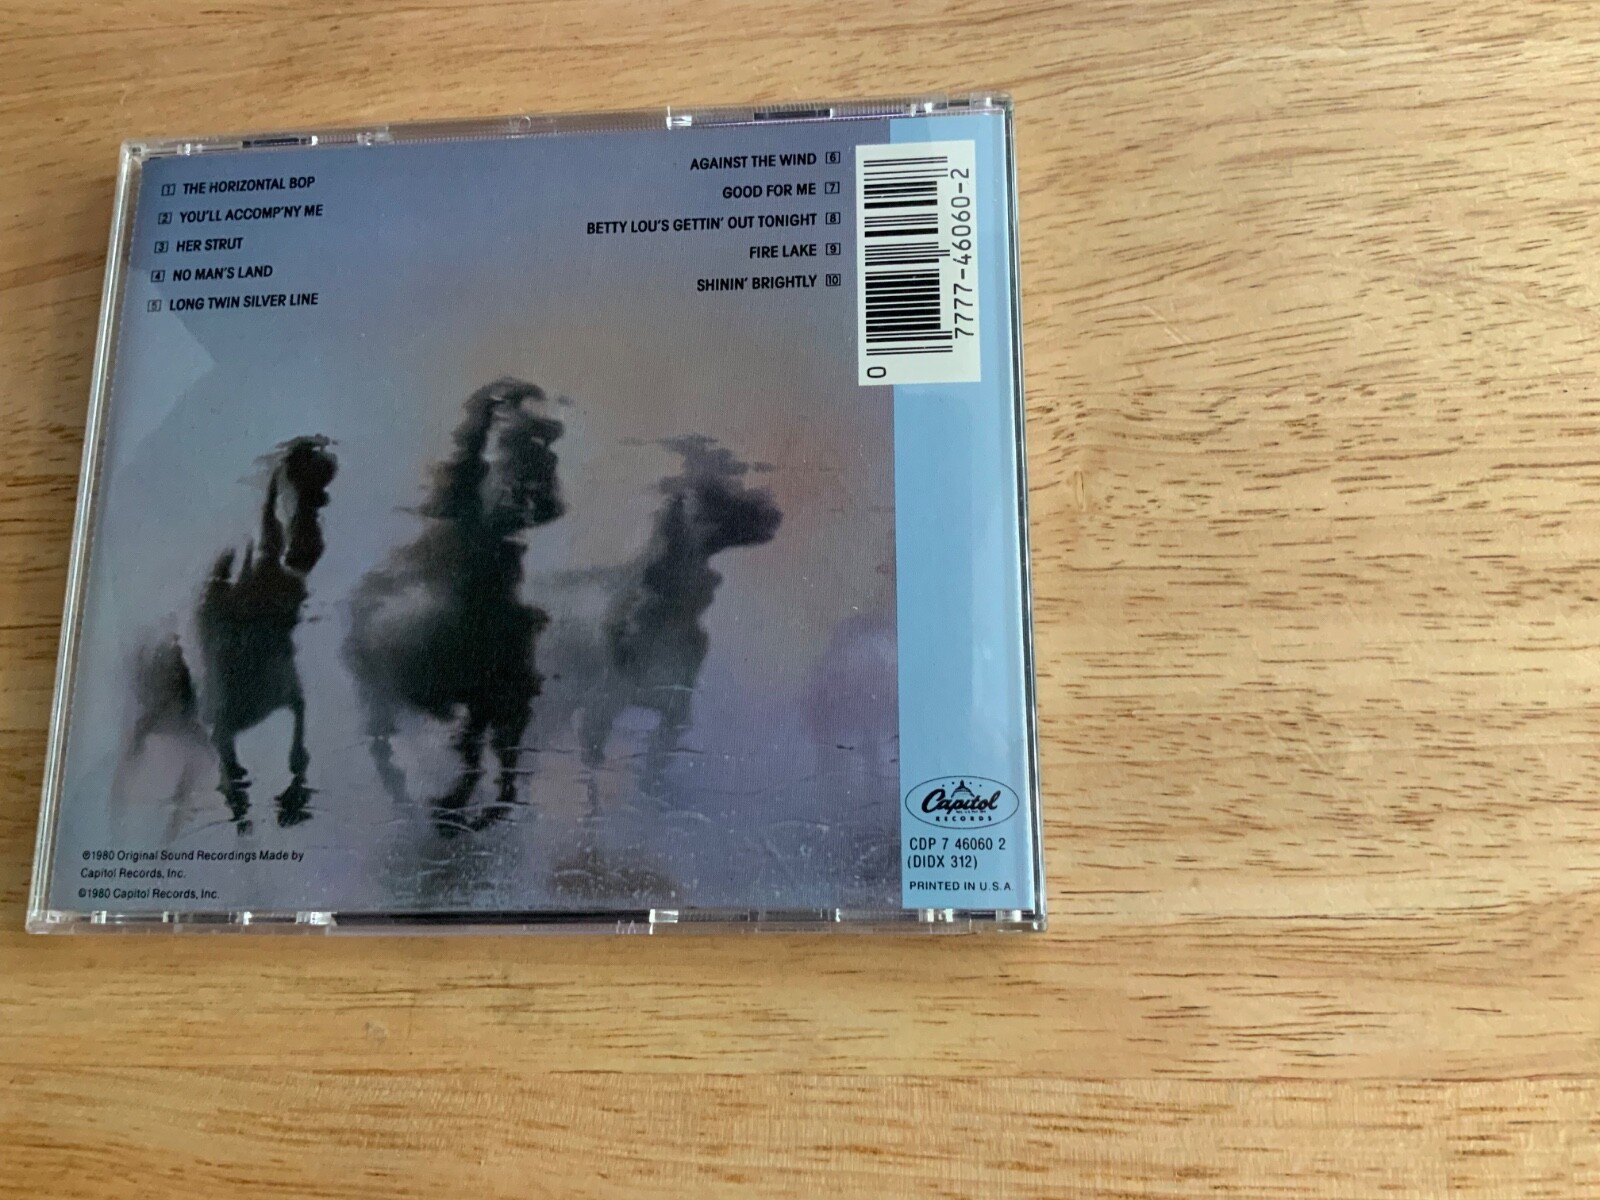 1 THE HORIZONTAL BOP
2 YOU'LL ACCOMP'NY ME
3 HER STRUT
4 NO MAN'S LAND
5 LONG TWIN SILVER LINE
AGAINST THE WIND 6
GOOD FOR ME 7
BETTY LOU'S GETTIN' OUT TONIGHT 8
FIRE LAKE 9
SHININ' BRIGHTLY 10
0 77774-46060-2
Capitol
RECORDS
CDP 7 46060 2
(DIDX 312)
PRINTED IN U.S.A.
℗1980 Original Sound Recordings Made by
Capitol Records, Inc.
©1980 Capitol Records, Inc.